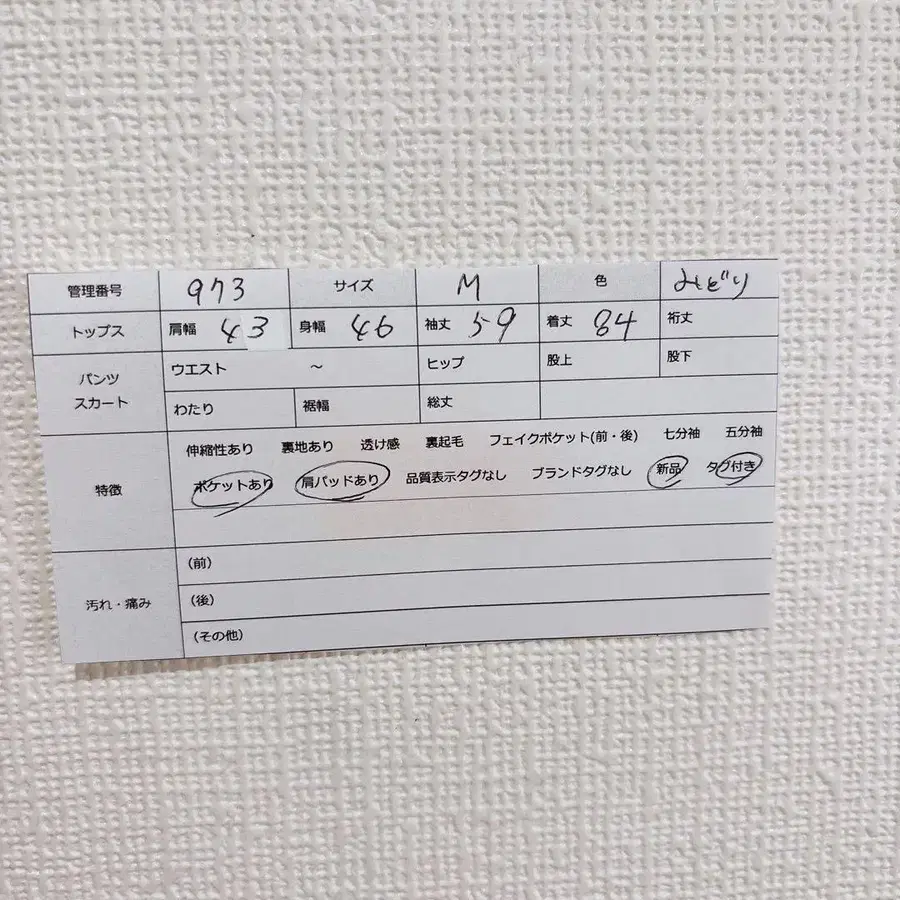 管理番号 973 サイズ M 色 みどり
トップス 肩幅 43 身幅 46 袖丈 59 着丈 84 裄丈
パンツ スカート ウエスト ～ ヒップ 股上 股下
わたり 裾幅 総丈
特徴 伸縮性あり 裏地あり 透け感 裏起毛 フェイクポケット(前・後) 七分袖 五分袖
ポケットあり 肩パッドあり 品質表示タグなし ブランドタグなし 新品 タグ付き
汚れ・痛み (前)
(後)
(その他)